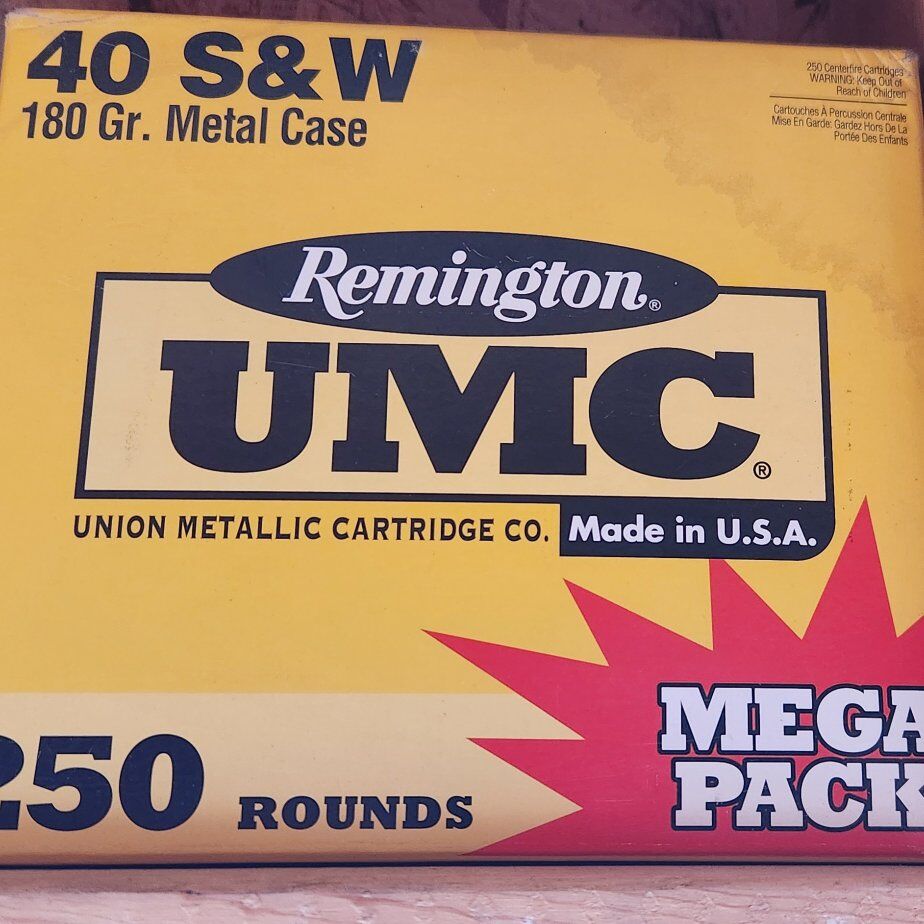 40 S&W
180 Gr. Metal Case
250 Centerfire Cartridges
WARNING: Keep Out of
Reach of Children
Cartouches À Percussion Centrale
Mise En Garde: Gardez Hors De La
Portée Des Enfants
Remington®
UMC®
UNION METALLIC CARTRIDGE CO. Made in U.S.A.
250 ROUNDS
MEGA
PACK